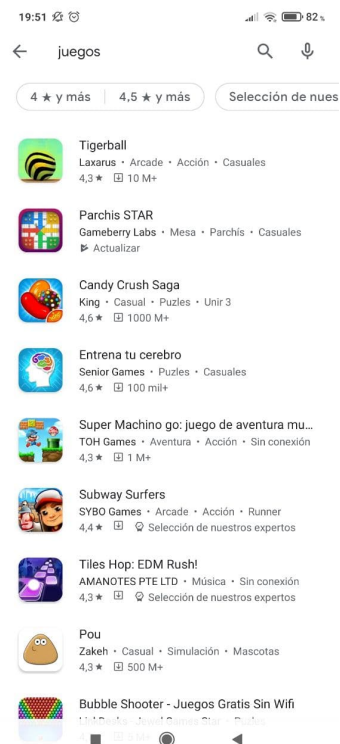 19:51 82 %
juegos
4 ★ y más 4,5 ★ y más Selección de nues
Tigerball
Laxarus • Arcade • Acción • Casuales
4,3 ★ 10 M+
Parchis STAR
Gameberry Labs • Mesa • Parchís • Casuales
Actualizar
Candy Crush Saga
King • Casual • Puzles • Unir 3
4,6 ★ 1000 M+
Entrena tu cerebro
Senior Games • Puzles • Casuales
4,6 ★ 100 mil+
Super Machino go: juego de aventura mu...
TOH Games • Aventura • Acción • Sin conexión
4,3 ★ 1 M+
Subway Surfers
SYBO Games • Arcade • Acción • Runner
4,4 ★ Selección de nuestros expertos
Tiles Hop: EDM Rush!
AMANOTES PTE LTD • Música • Sin conexión
4,3 ★ Selección de nuestros expertos
Pou
Zakeh • Casual • Simulación • Mascotas
4,3 ★ 500 M+
Bubble Shooter - Juegos Gratis Sin Wifi